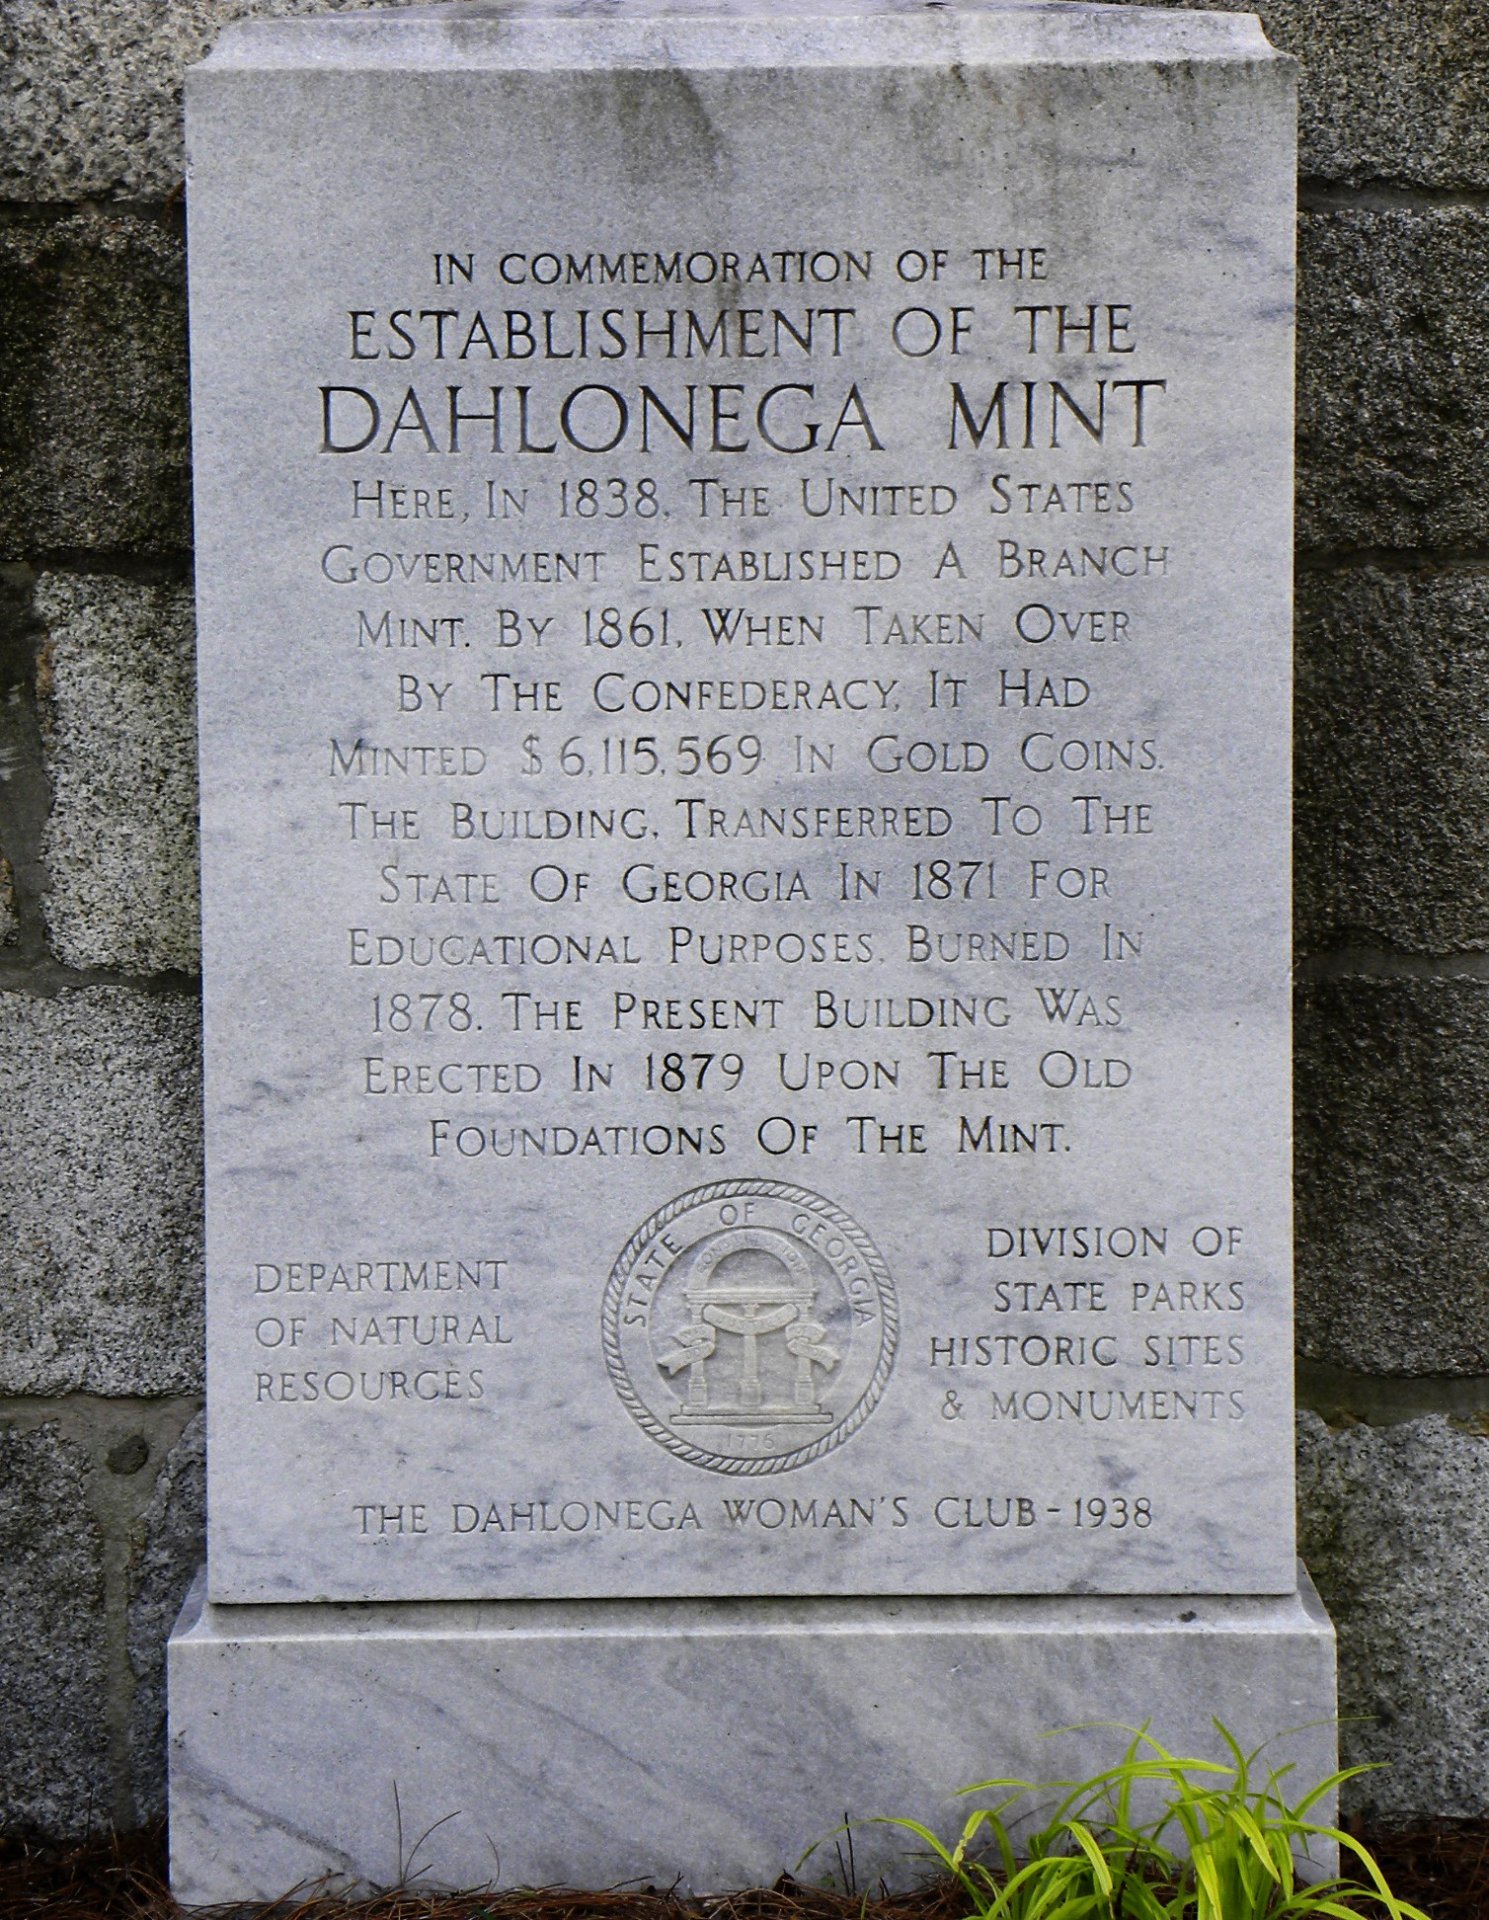 IN COMMEMORATION OF THE
ESTABLISHMENT OF THE
DAHLONEGA MINT
HERE, IN 1838, THE UNITED STATES
GOVERNMENT ESTABLISHED A BRANCH
MINT. BY 1861, WHEN TAKEN OVER
BY THE CONFEDERACY, IT HAD
MINTED $6,115,569 IN GOLD COINS.
THE BUILDING, TRANSFERRED TO THE
STATE OF GEORGIA IN 1871 FOR
EDUCATIONAL PURPOSES, BURNED IN
1878. THE PRESENT BUILDING WAS
ERECTED IN 1879 UPON THE OLD
FOUNDATIONS OF THE MINT.
DEPARTMENT
OF NATURAL
RESOURCES
STATE OF GEORGIA
1776
DIVISION OF
STATE PARKS
HISTORIC SITES
& MONUMENTS
THE DAHLONEGA WOMAN'S CLUB - 1938